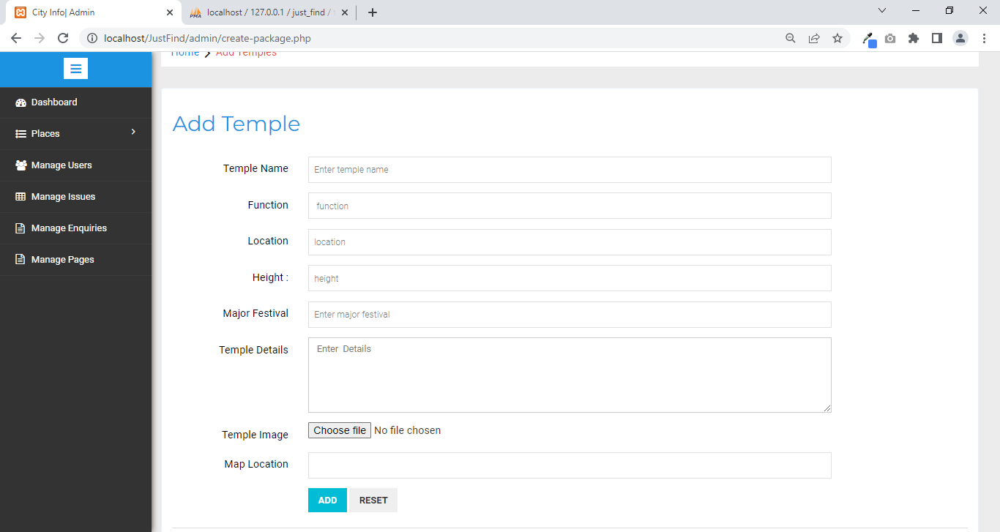 City Info| Admin
localhost / 127.0.0.1 / just_find /
localhost/JustFind/admin/create-package.php
Home > Add Temples
Dashboard
Places
Manage Users
Manage Issues
Manage Enquiries
Manage Pages
Add Temple
Temple Name
Enter temple name
Function
function
Location
location
Height :
height
Major Festival
Enter major festival
Temple Details
Enter Details
Temple Image
Choose file No file chosen
Map Location
ADD
RESET